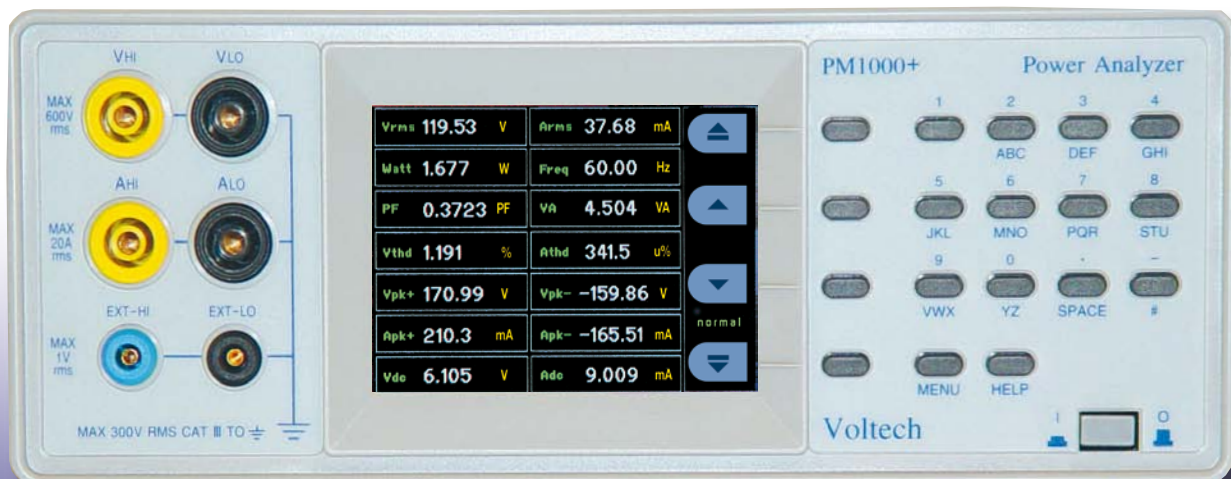 VHI VLO
MAX
600V
rms
AHI ALO
MAX
20A
rms
EXT-HI EXT-LO
MAX
1V
rms
MAX 300V RMS CAT III TO
Vrms 119.53 V Arms 37.68 mA
Watt 1.677 W Freq 60.00 Hz
PF 0.3723 PF VA 4.504 VA
Vthd 1.191 % Athd 341.5 u%
Vpk+ 170.99 V Vpk- -159.86 V
Apk+ 210.3 mA Apk- -165.51 mA
Vdc 6.105 V Adc 9.009 mA
normal
PM1000+ Power Analyzer
1 2 3 4
ABC DEF GHI
5 6 7 8
JKL MNO PQR STU
9 0 . -
VWX YZ SPACE #
MENU HELP
Voltech
I O